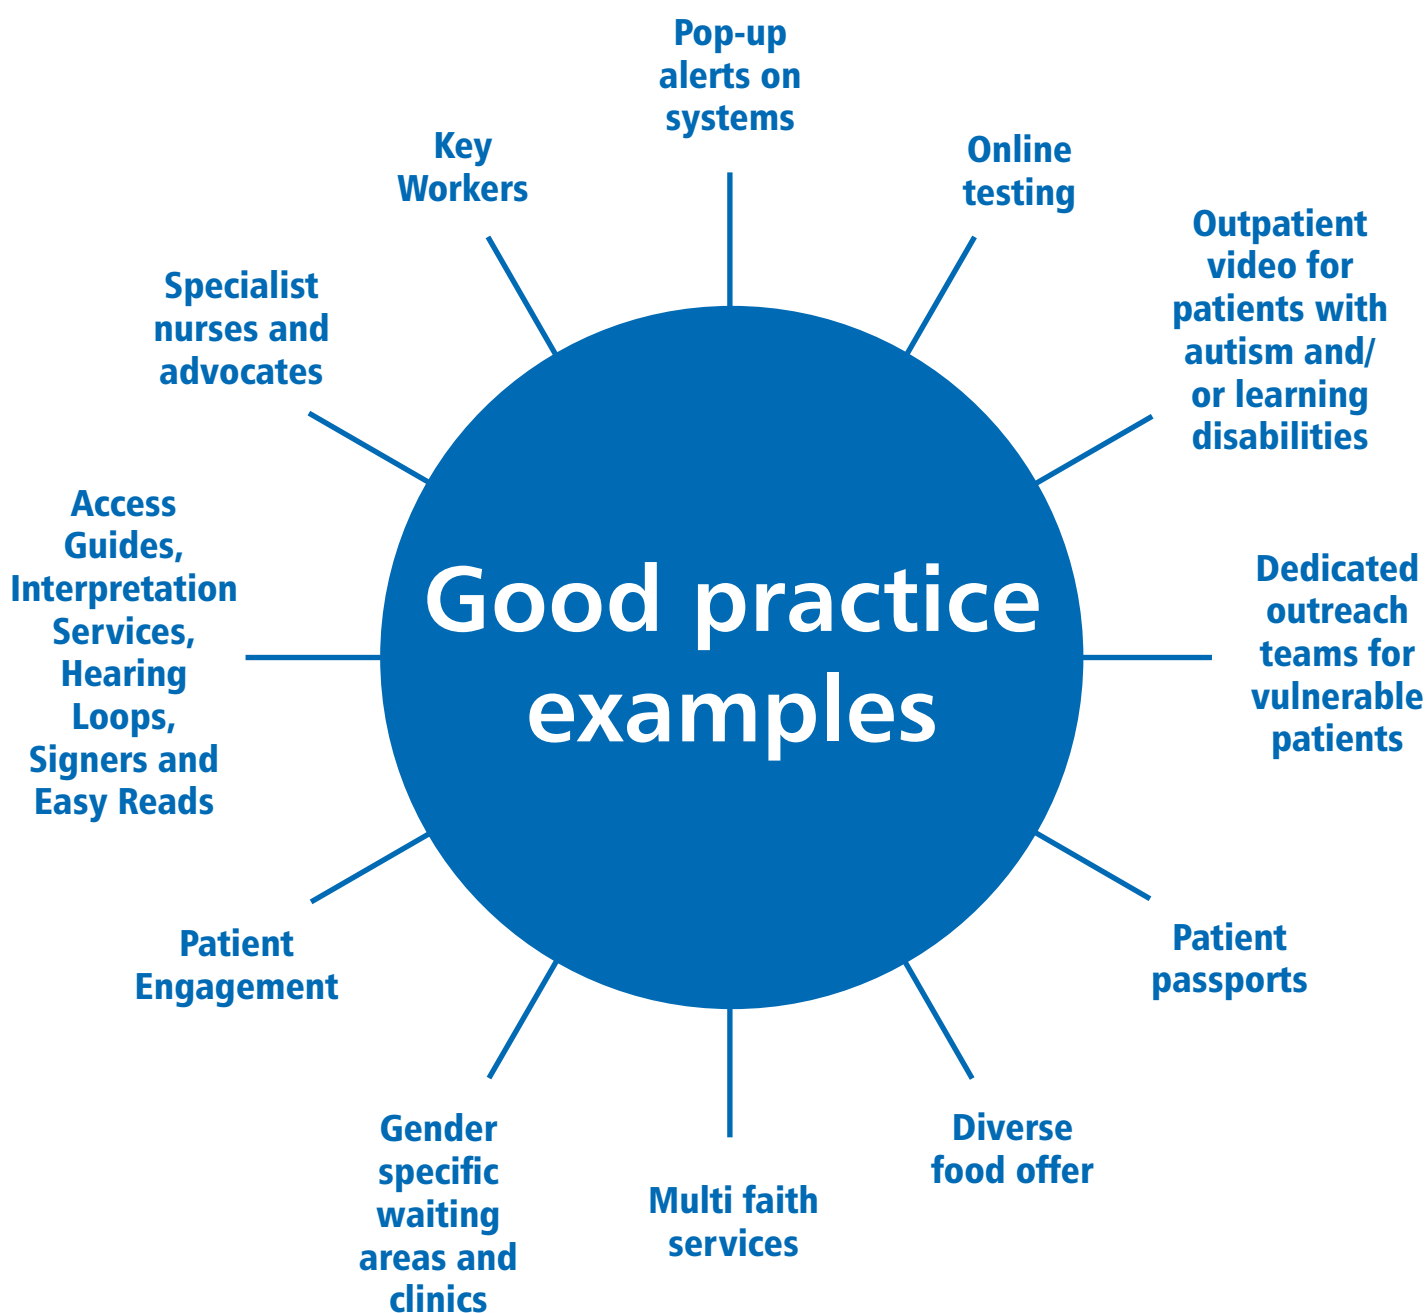 Pop-up
alerts on
systems
Online
testing
Outpatient
video for
patients with
autism and/
or learning
disabilities
Dedicated
outreach
teams for
vulnerable
patients
Patient
passports
Diverse
food offer
Multi faith
services
Gender
specific
waiting
areas and
clinics
Patient
Engagement
Access
Guides,
Interpretation
Services,
Hearing
Loops,
Signers and
Easy Reads
Specialist
nurses and
advocates
Key
Workers
Good practice
examples